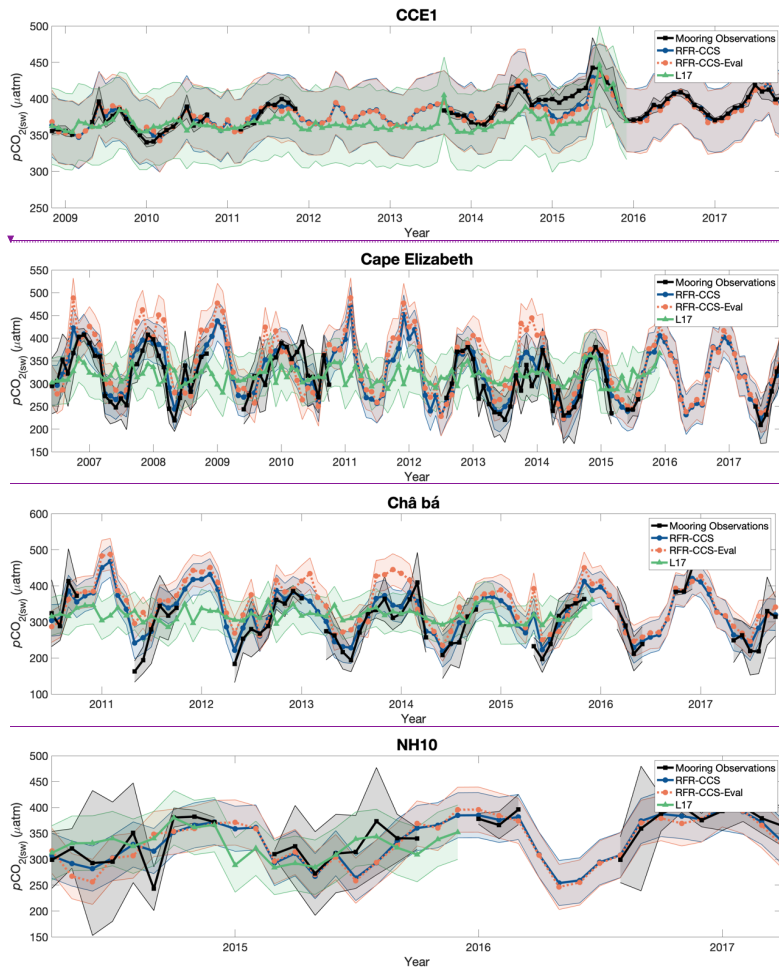 CCE1
500
450
400
350
300
250
pCO2(sw) (μatm)
Mooring Observations
RFR-CCS
RFR-CCS-Eval
L17
2009 2010 2011 2012 2013 2014 2015 2016 2017
Year
Cape Elizabeth
550
500
450
400
350
300
250
200
150
pCO2(sw) (μatm)
Mooring Observations
RFR-CCS
RFR-CCS-Eval
L17
2007 2008 2009 2010 2011 2012 2013 2014 2015 2016 2017
Year
Châ bá
600
500
400
300
200
100
pCO2(sw) (μatm)
Mooring Observations
RFR-CCS
RFR-CCS-Eval
L17
2011 2012 2013 2014 2015 2016 2017
Year
NH10
500
450
400
350
300
250
200
150
pCO2(sw) (μatm)
Mooring Observations
RFR-CCS
RFR-CCS-Eval
L17
2015 2016 2017
Year